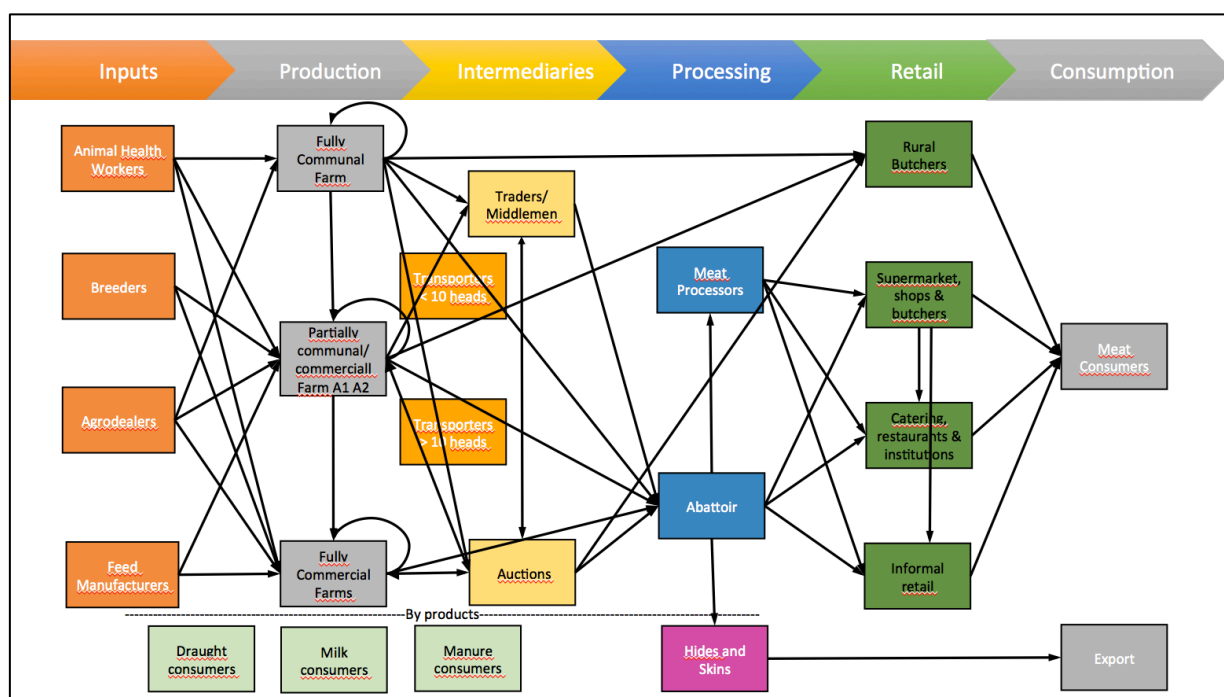 Inputs
Production
Intermediaries
Processing
Retail
Consumption
Animal Health
Workers
Fully
Communal
Farm
Rural
Butchers
Traders/
Middlemen
Breeders
Transporters
< 10 heads
Meat
Processors
Supermarket,
shops &
butchers
Partially
communal/
commerciall
Farm A1 A2
Meat
Consumers
Agrodealers
Transporters
> 10 heads
Catering,
restaurants &
institutions
Abattoir
Feed
Manufacturers
Fully
Commercial
Farms
Auctions
Informal
retail
By products
Draught
consumers
Milk
consumers
Manure
consumers
Hides and
Skins
Export